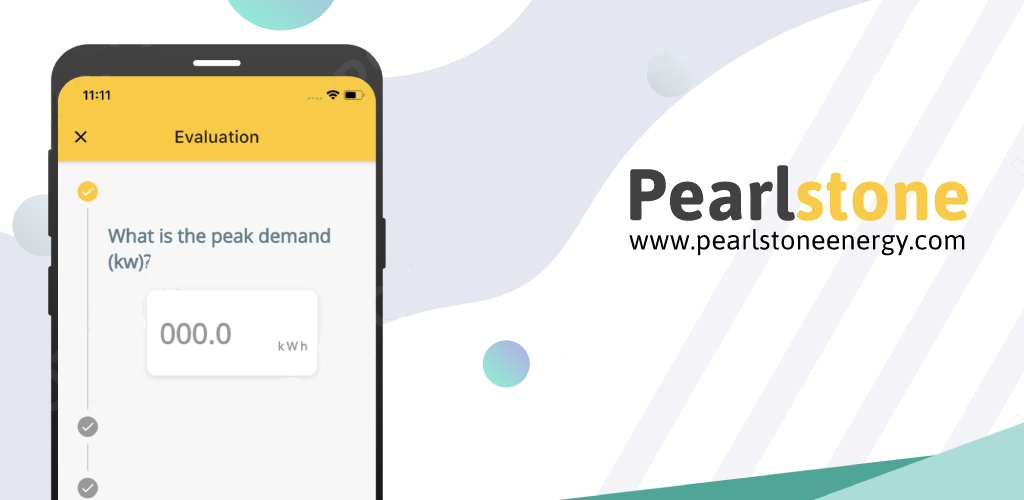 11:11
Evaluation
What is the peak demand
(kw)?
000.0
kWh
Pearlstone
www.pearlstoneenergy.com